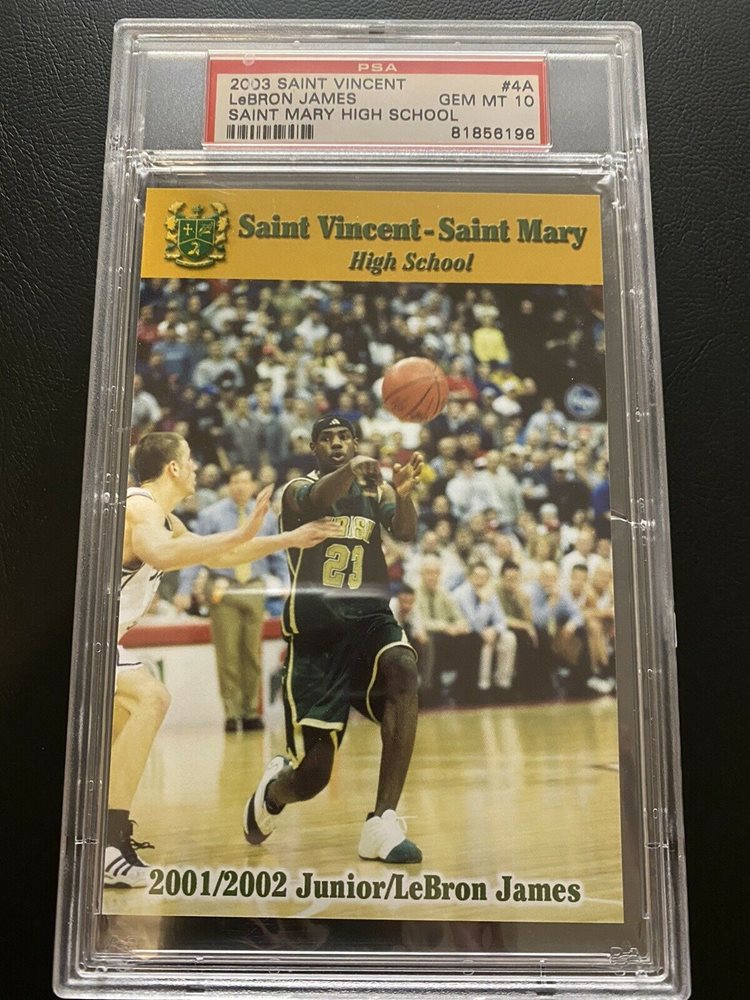 PSA
2003 SAINT VINCENT #4A
LeBRON JAMES GEM MT 10
SAINT MARY HIGH SCHOOL
81856196
Saint Vincent-Saint Mary
High School
23
2001/2002 Junior/LeBron James